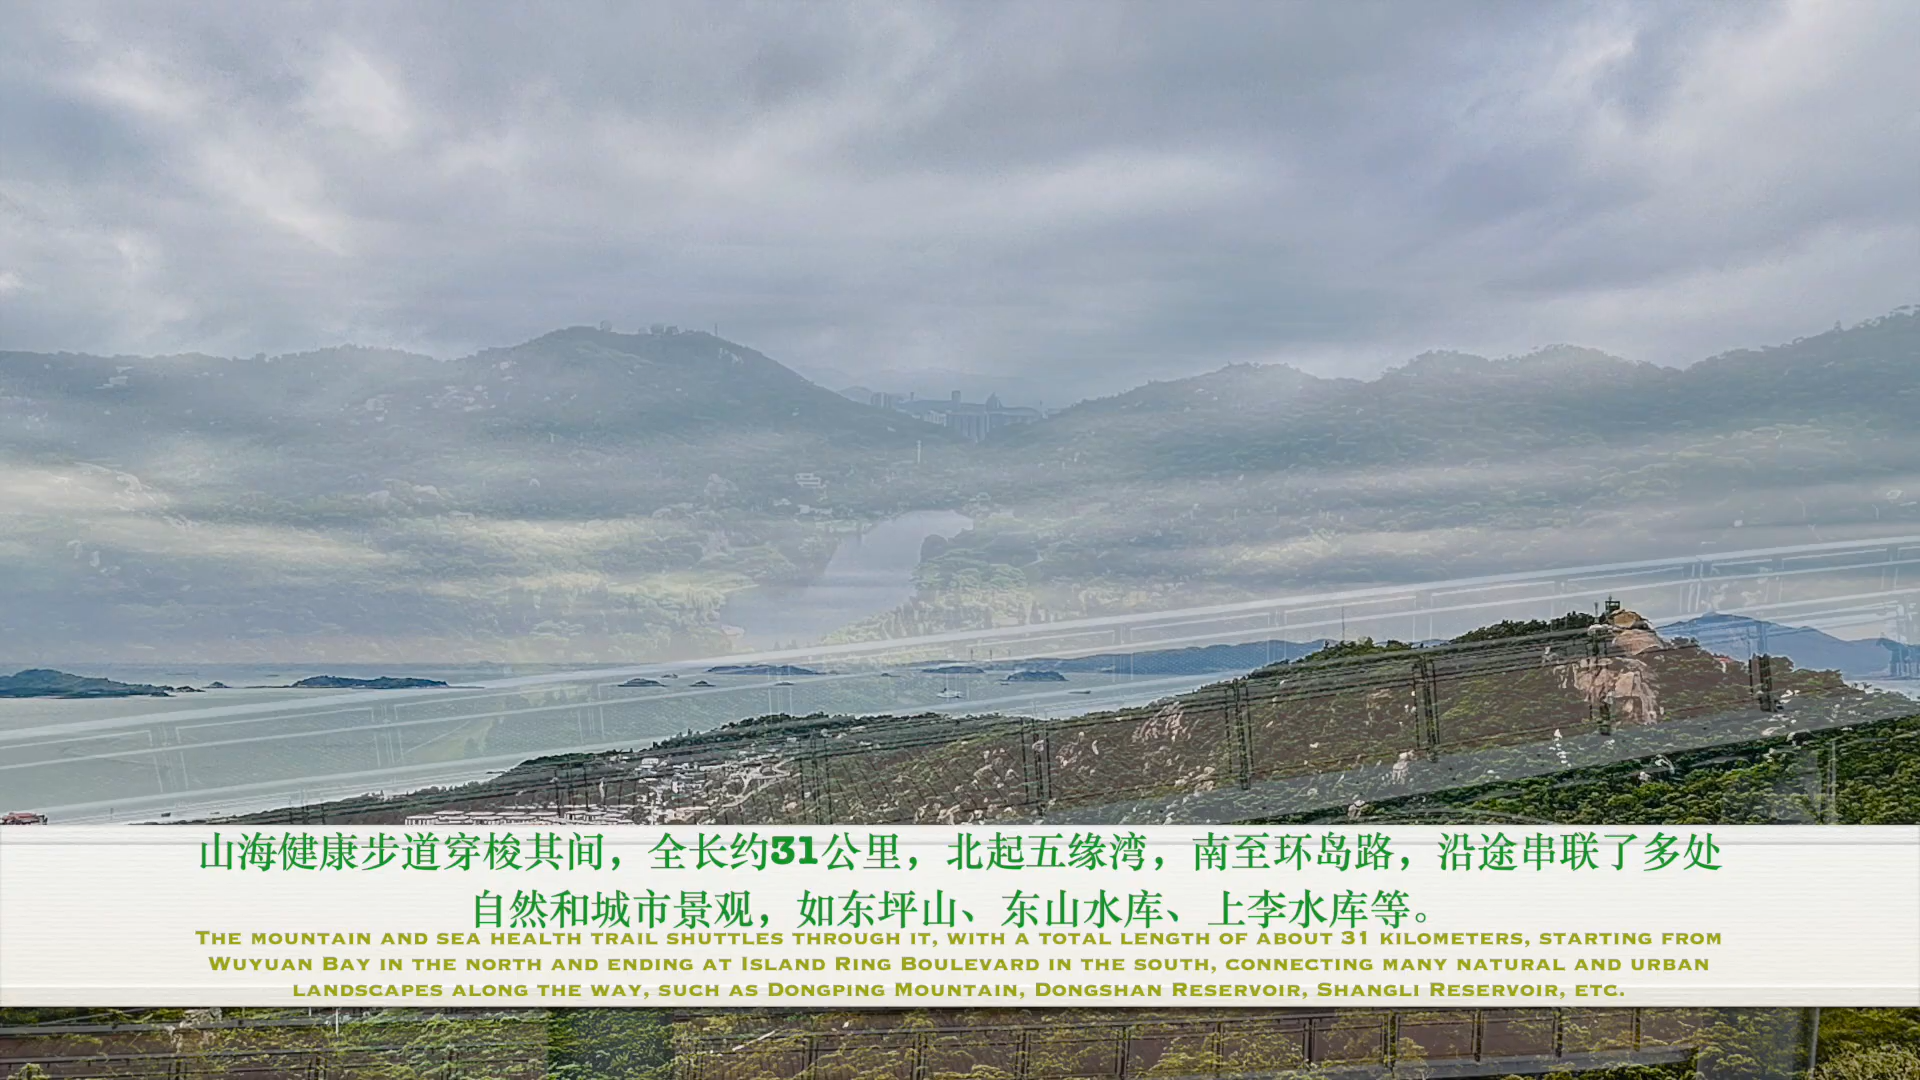 山海健康步道穿梭其间，全长约31公里，北起五缘湾，南至环岛路，沿途串联了多处
自然和城市景观，如东坪山、东山水库、上李水库等。
The mountain and sea health trail shuttles through it, with a total length of about 31 kilometers, starting from
Wuyuan Bay in the north and ending at Island Ring Boulevard in the south, connecting many natural and urban
landscapes along the way, such as Dongping Mountain, Dongshan Reservoir, Shangli Reservoir, etc.